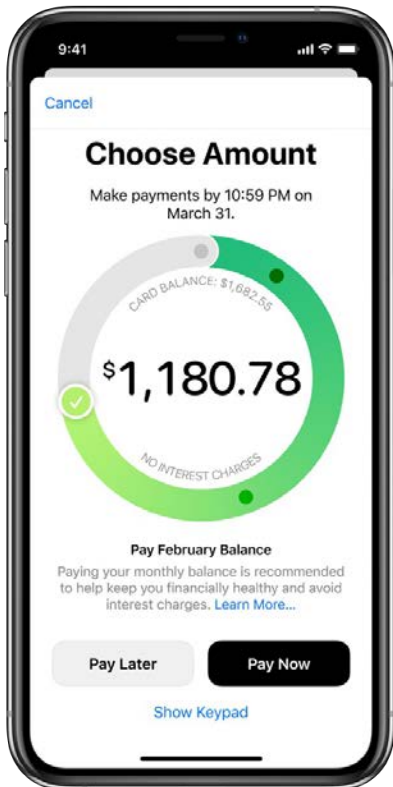 9:41
Cancel
Choose Amount
Make payments by 10:59 PM on
March 31.
CARD BALANCE: $1,682.55
$1,180.78
NO INTEREST CHARGES
Pay February Balance
Paying your monthly balance is recommended
to help keep you financially healthy and avoid
interest charges. Learn More...
Pay Later
Pay Now
Show Keypad